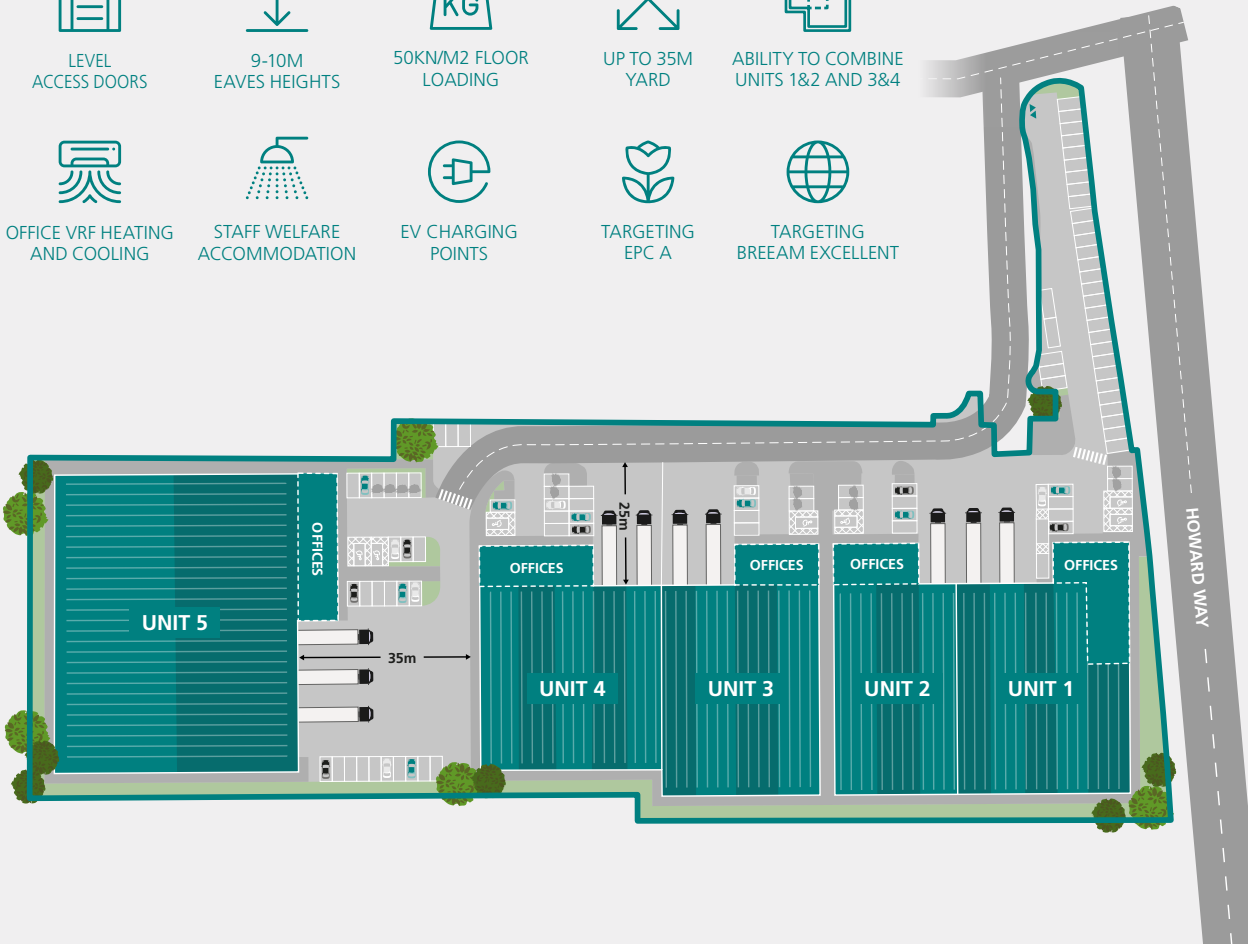 KG
LEVEL
ACCESS DOORS
9-10M
EAVES HEIGHTS
50KN/M2 FLOOR
LOADING
UP TO 35M
YARD
ABILITY TO COMBINE
UNITS 1&2 AND 3&4
OFFICE VRF HEATING
AND COOLING
STAFF WELFARE
ACCOMMODATION
EV CHARGING
POINTS
TARGETING
EPC A
TARGETING
BREEAM EXCELLENT
HOWARD WAY
25m
OFFICES
OFFICES
OFFICES
OFFICES
OFFICES
UNIT 5
35m
UNIT 4
UNIT 3
UNIT 2
UNIT 1